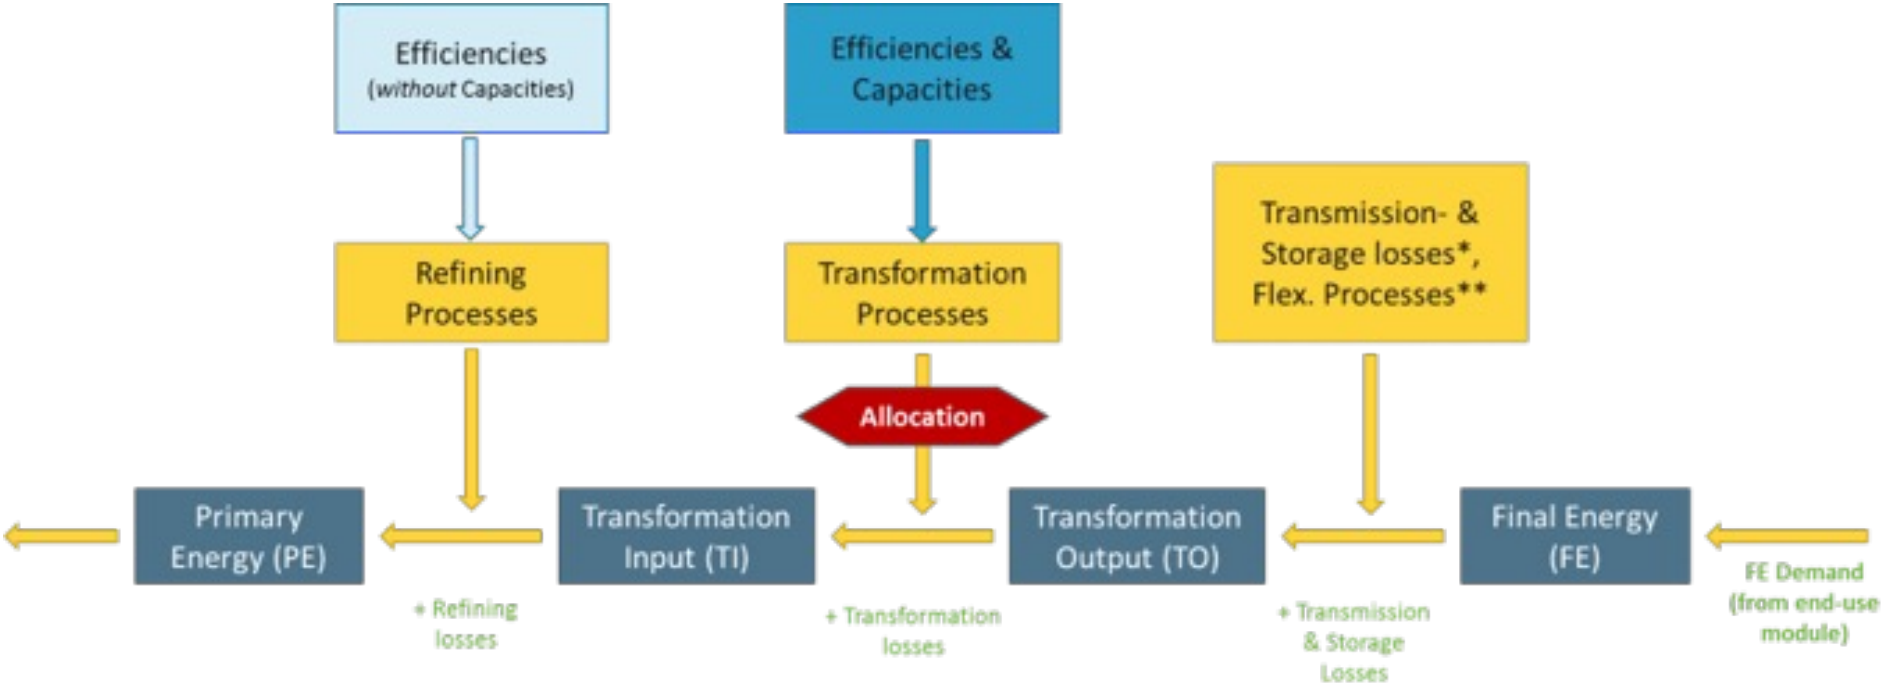 Efficiencies
(without Capacities)
Efficiencies &
Capacities
Transmission- &
Storage losses*,
Flex. Processes**
Refining
Processes
Transformation
Processes
Allocation
Primary
Energy (PE)
Transformation
Input (TI)
Transformation
Output (TO)
Final Energy
(FE)
+ Refining
losses
+ Transformation
losses
+ Transmission
& Storage
Losses
FE Demand
(from end-use
module)